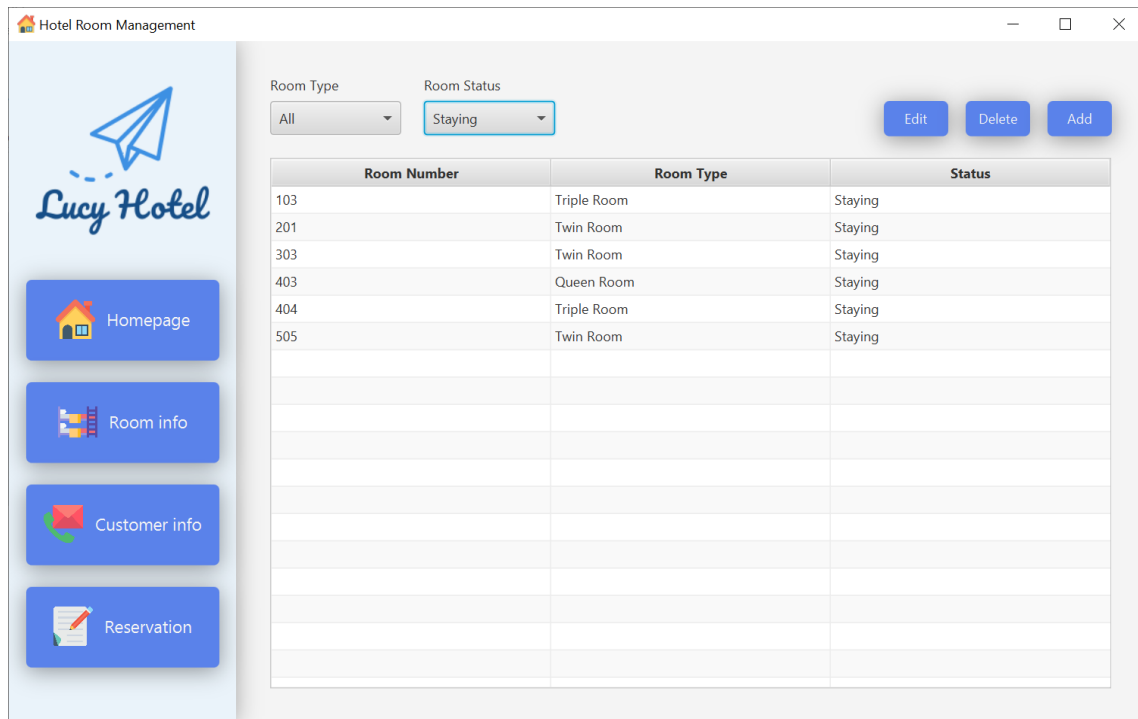 Hotel Room Management
Lucy Hotel
Homepage
Room info
Customer info
Reservation
Room Type Room Status
All Staying Edit Delete Add
Room Number Room Type Status
103 Triple Room Staying
201 Twin Room Staying
303 Twin Room Staying
403 Queen Room Staying
404 Triple Room Staying
505 Twin Room Staying